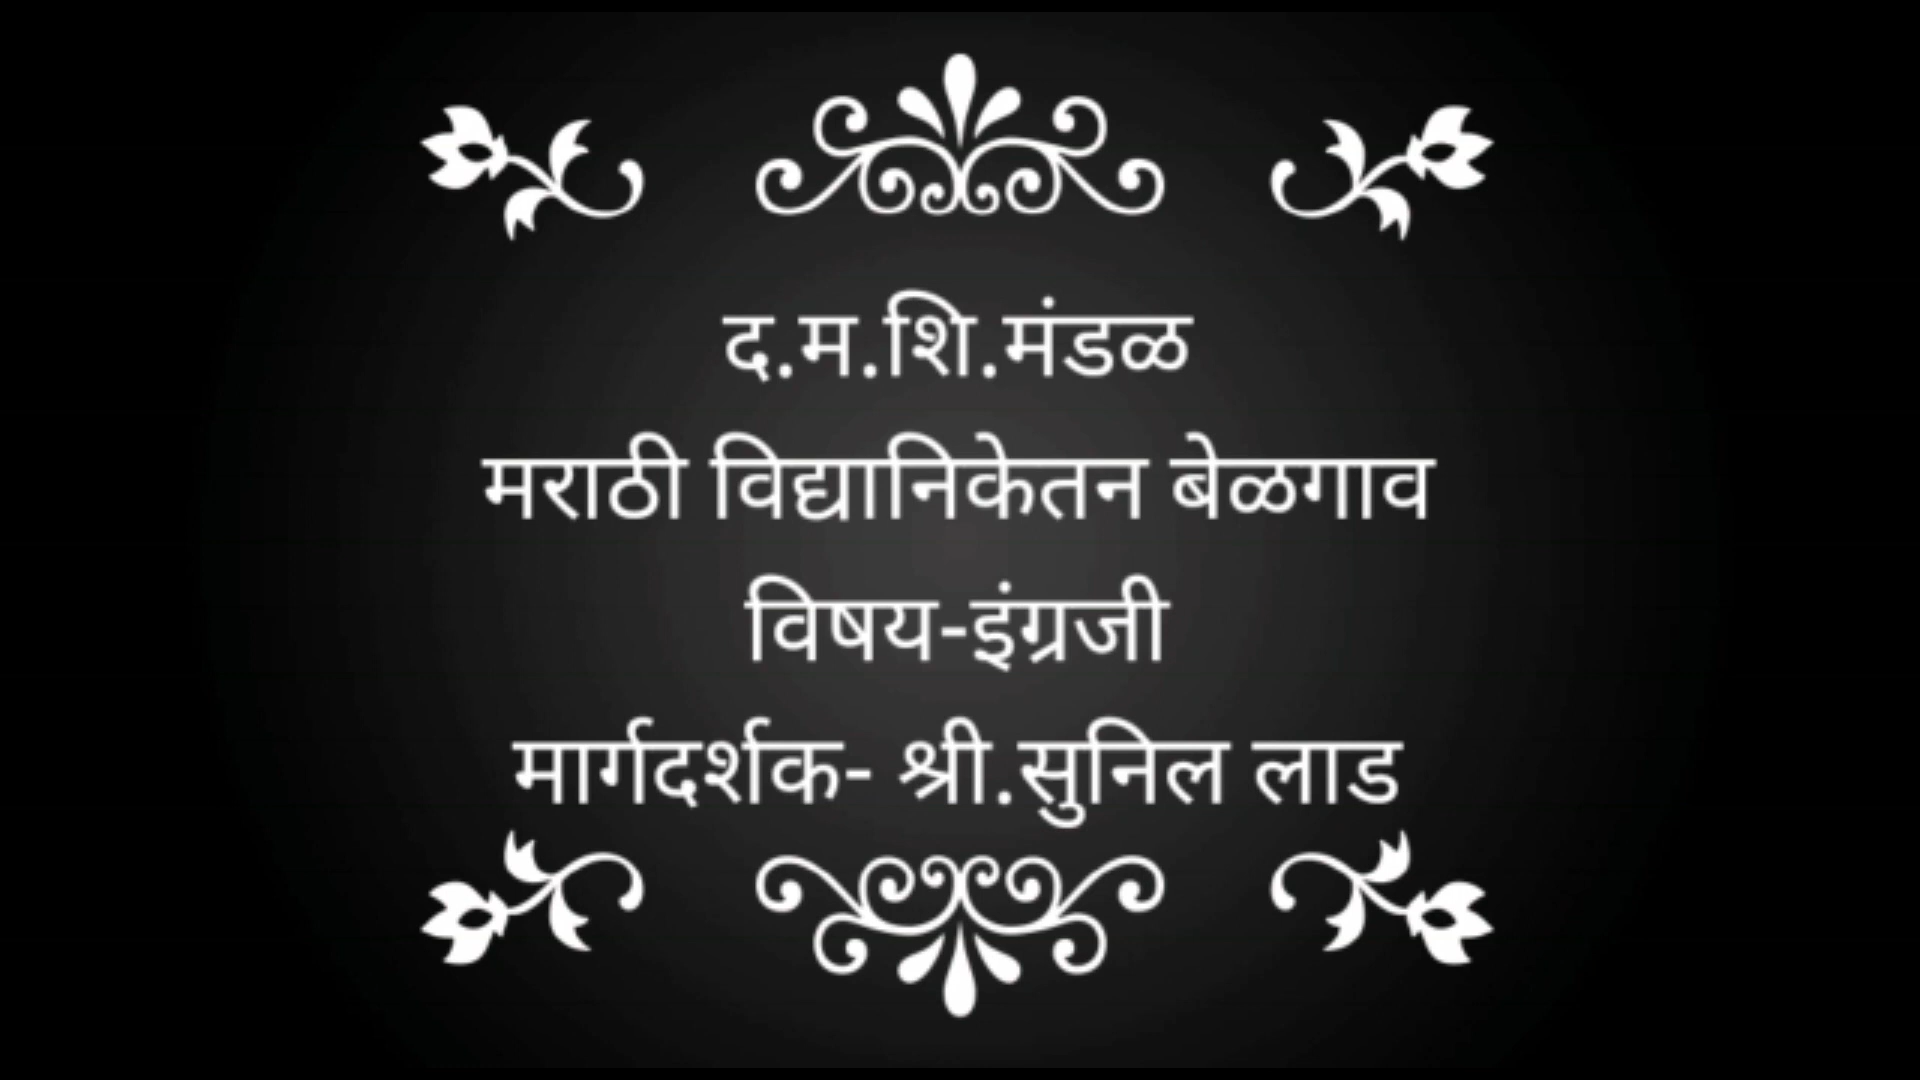 द.म.शि.मंडळ
मराठी विद्यानिकेतन बेळगाव
विषय-इंग्रजी
मार्गदर्शक- श्री.सुनिल लाड